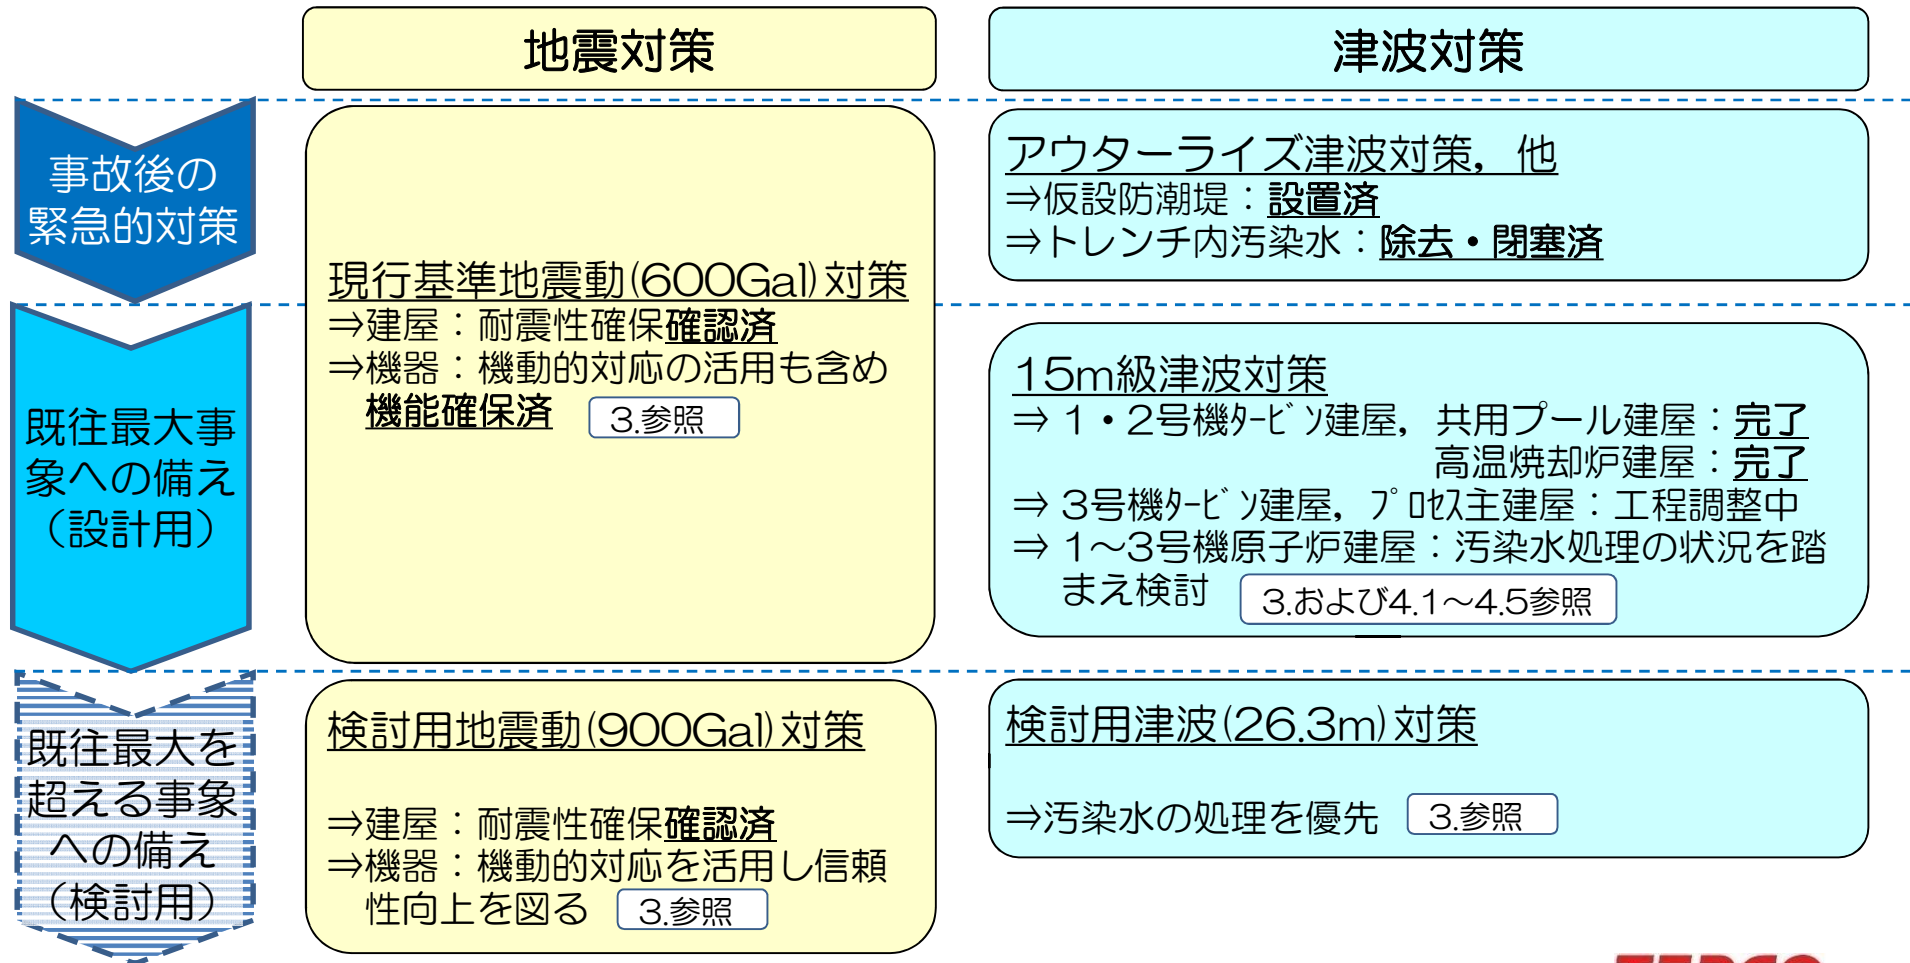 地震対策
津波対策
事故後の
緊急的対策
現行基準地震動(600Gal)対策
⇒建屋：耐震性確保確認済
⇒機器：機動的対応の活用も含め
機能確保済
3.参照
アウターライズ津波対策，他
⇒仮設防潮堤：設置済
⇒トレンチ内汚染水：除去・閉塞済
既往最大事
象への備え
（設計用）
15m級津波対策
⇒ 1・2号機ﾀｰﾋﾞﾝ建屋，共用プール建屋：完了
高温焼却炉建屋：完了
⇒ 3号機ﾀｰﾋﾞﾝ建屋，ﾌﾟﾛｾｽ主建屋：工程調整中
⇒ 1～3号機原子炉建屋：汚染水処理の状況を踏
まえ検討
3.および4.1～4.5参照
既往最大を
超える事象
への備え
（検討用）
検討用地震動(900Gal)対策
⇒建屋：耐震性確保確認済
⇒機器：機動的対応を活用し信頼
性向上を図る
3.参照
検討用津波(26.3m)対策
⇒汚染水の処理を優先
3.参照